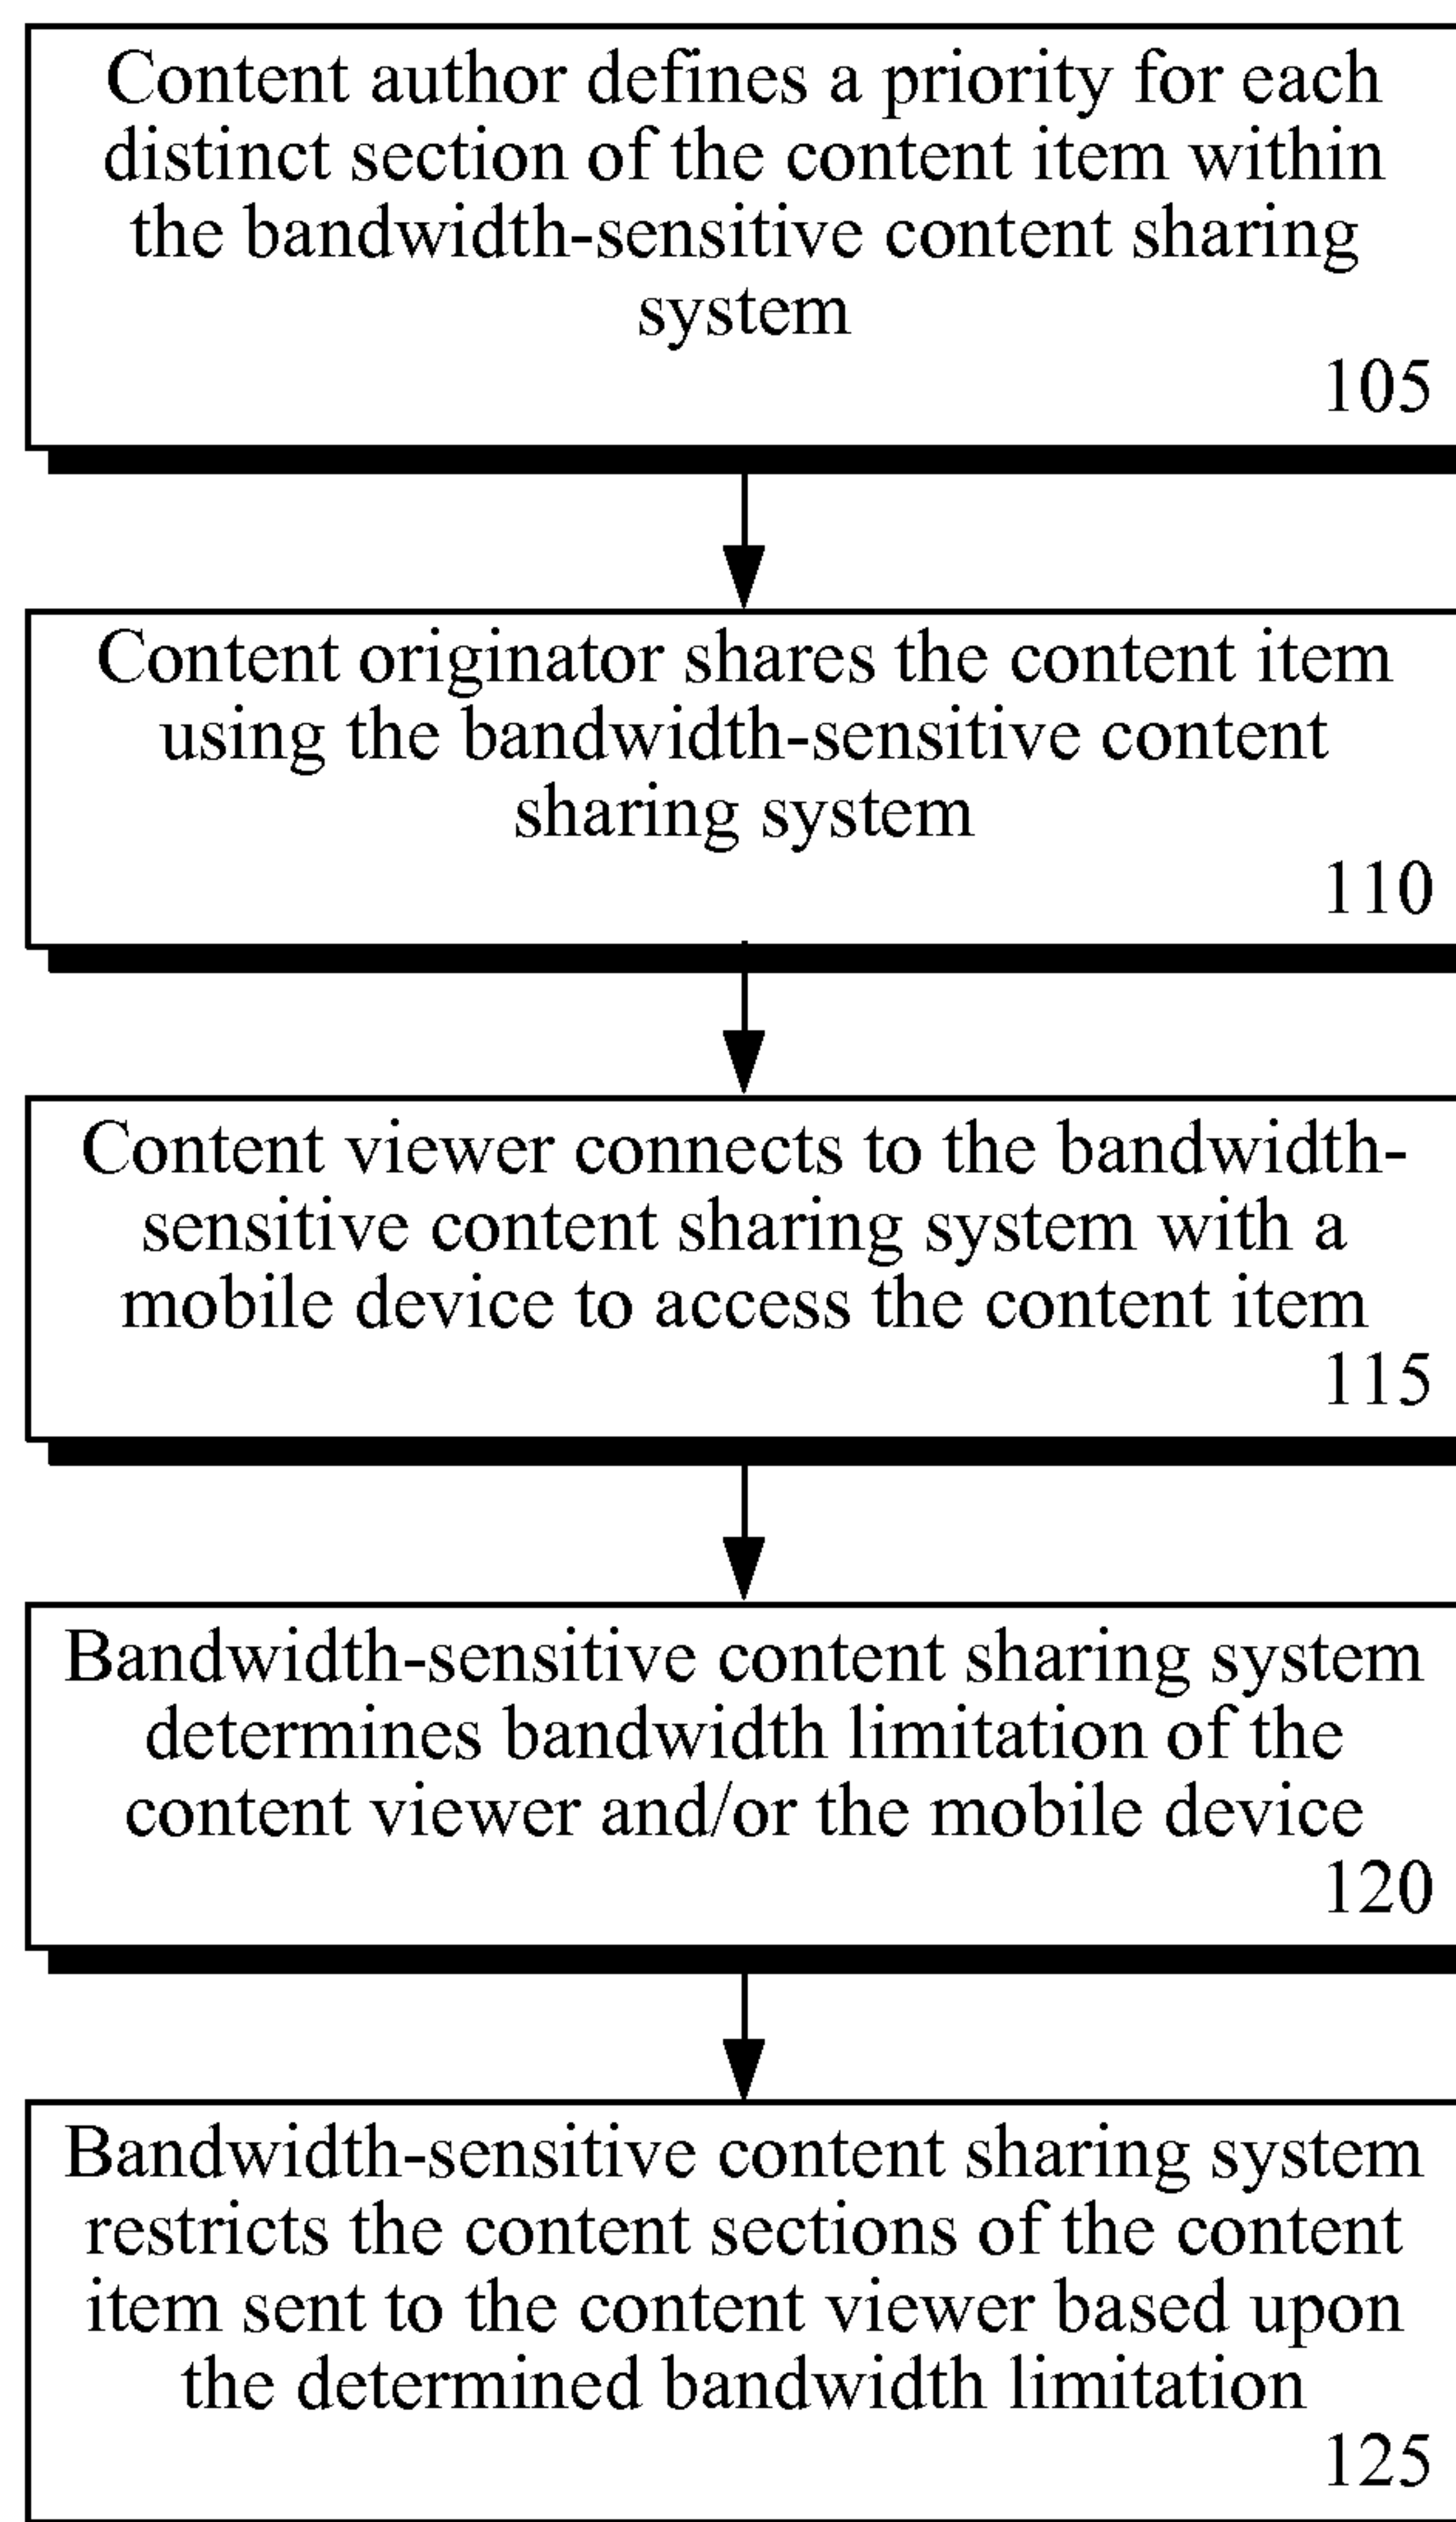 Content author defines a priority for each
distinct section of the content item within
the bandwidth-sensitive content sharing
system
105
Content originator shares the content item
using the bandwidth-sensitive content
sharing system
110
Content viewer connects to the bandwidth-
sensitive content sharing system with a
mobile device to access the content item
115
Bandwidth-sensitive content sharing system
determines bandwidth limitation of the
content viewer and/or the mobile device
120
Bandwidth-sensitive content sharing system
restricts the content sections of the content
item sent to the content viewer based upon
the determined bandwidth limitation
125